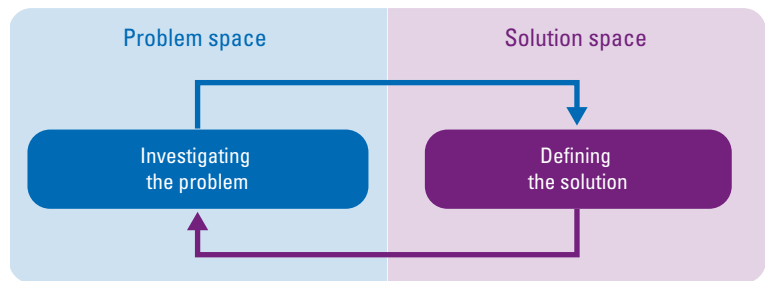 Problem space
Solution space
Investigating
the problem
Defining
the solution